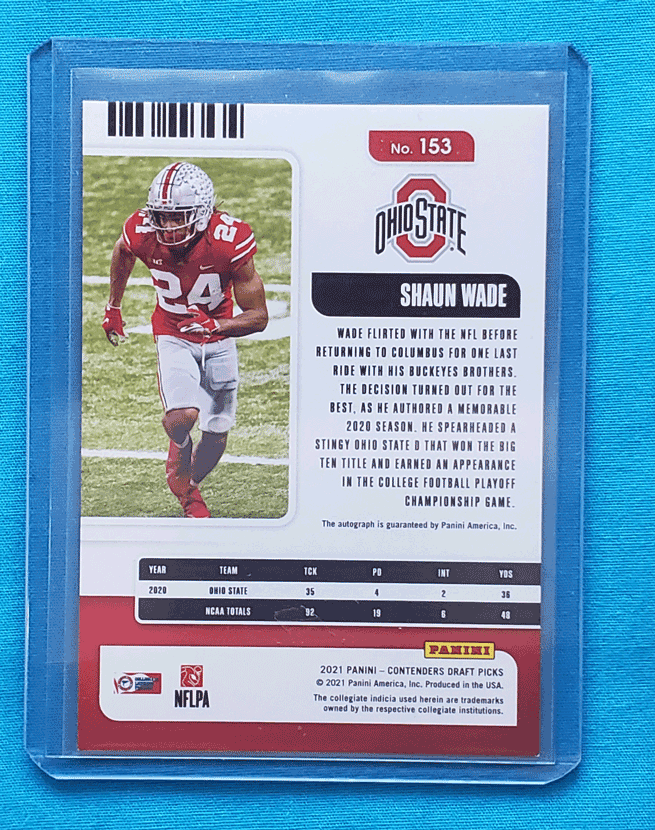 No. 153
OHIO STATE
24
24
SHAUN WADE
WADE FLIRTED WITH THE NFL BEFORE
RETURNING TO COLUMBUS FOR ONE LAST
RIDE WITH HIS BUCKEYES BROTHERS.
THE DECISION TURNED OUT FOR THE
BEST, AS HE AUTHORED A MEMORABLE
2020 SEASON. HE SPEARHEADED A
STINGY OHIO STATE D THAT WON THE BIG
TEN TITLE AND EARNED AN APPEARANCE
IN THE COLLEGE FOOTBALL PLAYOFF
CHAMPIONSHIP GAME.
The autograph is guaranteed by Panini America, Inc.
YEAR TEAM TCK PD INT YDS
2020 OHIO STATE 35 4 2 36
NCAA TOTALS 92 19 6 48
PANINI
2021 PANINI – CONTENDERS DRAFT PICKS
© 2021 Panini America, Inc. Produced in the USA.
The collegiate indicia used herein are trademarks
owned by the respective collegiate institutions.
NFLPA